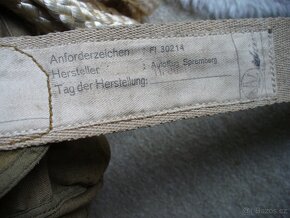 Anforderzeichen : Fl 30214
Hersteller : Autoflug Spremberg
Tag der Herstellung: